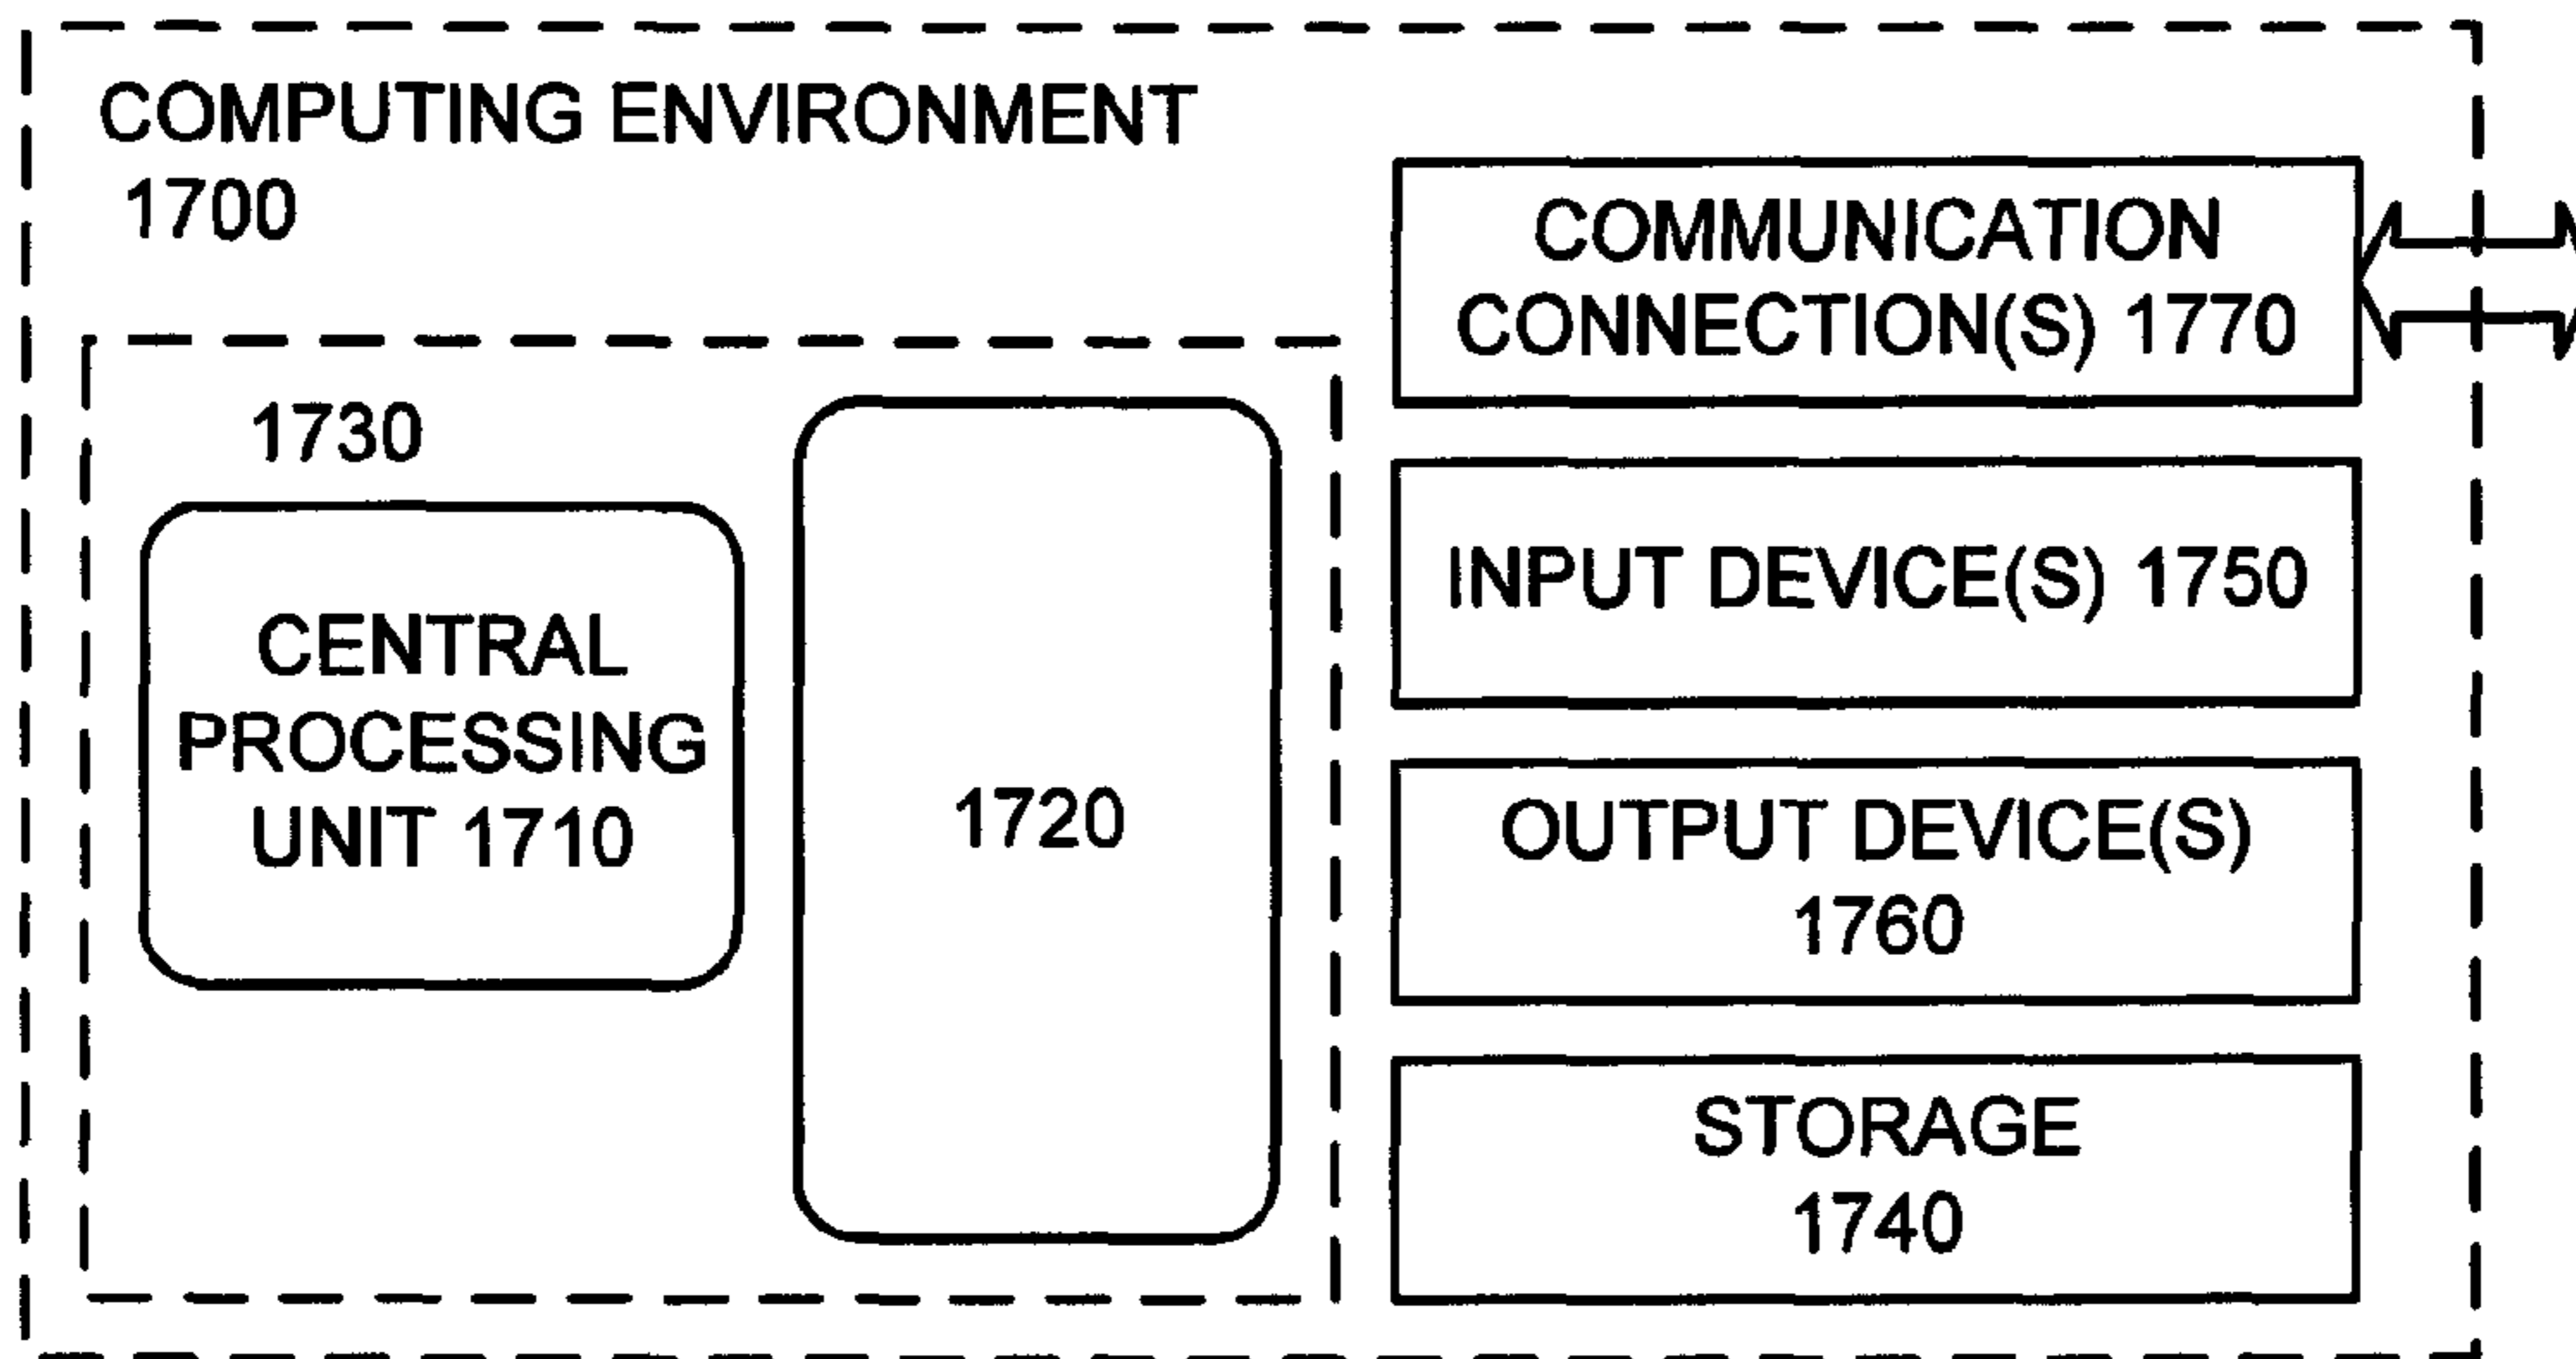 COMPUTING ENVIRONMENT
1700
COMMUNICATION
CONNECTION(S) 1770
1730
CENTRAL
PROCESSING
UNIT 1710
1720
INPUT DEVICE(S) 1750
OUTPUT DEVICE(S)
1760
STORAGE
1740